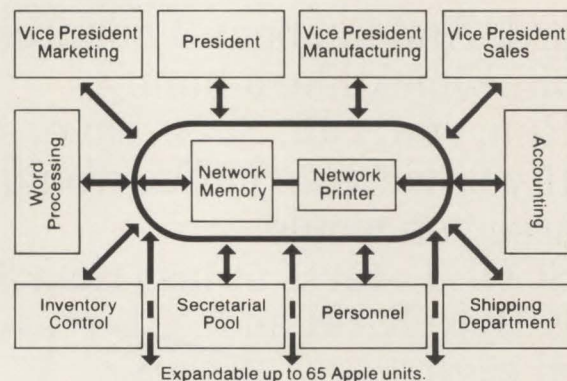 Vice President
Marketing
President
Vice President
Manufacturing
Vice President
Sales
Word
Processing
Network
Memory
Network
Printer
Accounting
Inventory
Control
Secretarial
Pool
Personnel
Shipping
Department
Expandable up to 65 Apple units.